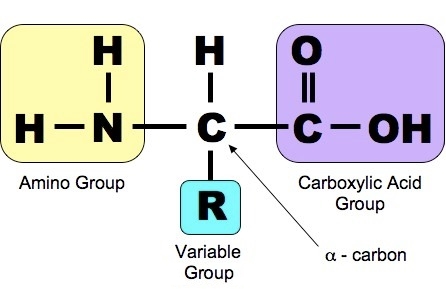 H H O
H N C C OH
Amino Group
R
Carboxylic Acid
Group
Variable
Group
α - carbon